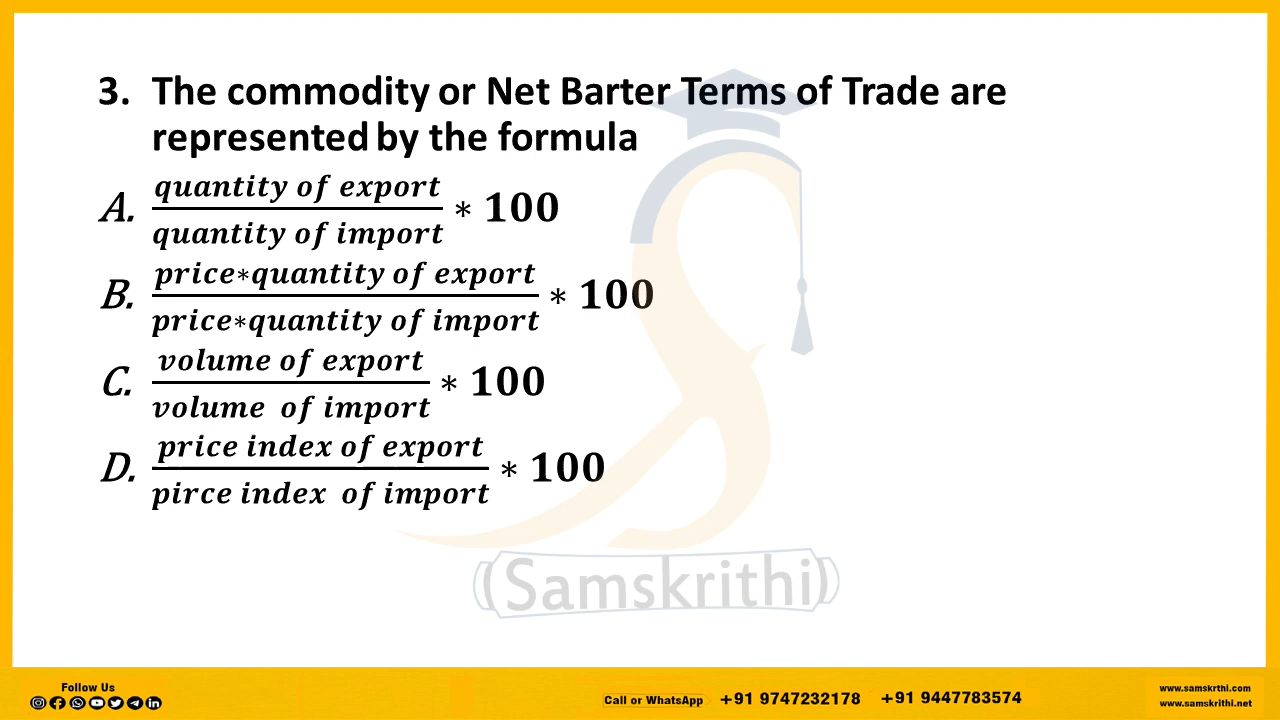 3. The commodity or Net Barter Terms of Trade are
represented by the formula
A. quantity of export
quantity of import ∗ 100
B. price∗quantity of export
price∗quantity of import ∗ 100
C. volume of export
volume of import ∗ 100
D. price index of export
pirce index of import ∗ 100
(Samskrithi)
Follow Us
Call or WhatsApp +91 9747232178 +91 9447783574
www.samskrthi.com
www.samskrithi.net